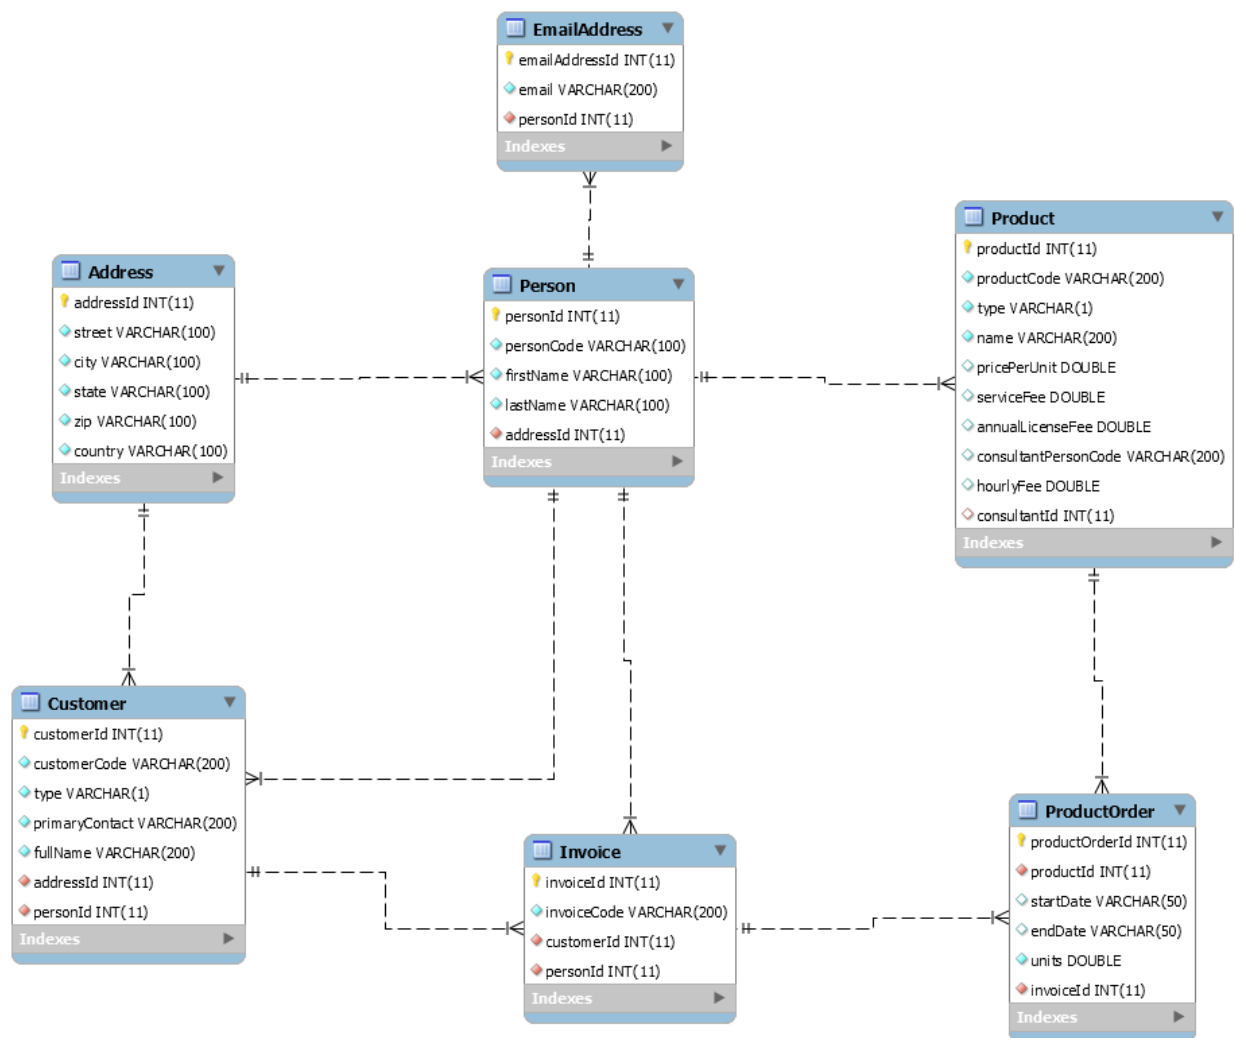 EmailAddress
emailAddressId INT(11)
email VARCHAR(200)
personId INT(11)
Indexes
Product
productId INT(11)
productCode VARCHAR(200)
type VARCHAR(1)
name VARCHAR(200)
pricePerUnit DOUBLE
serviceFee DOUBLE
annualLicenseFee DOUBLE
consultantPersonCode VARCHAR(200)
hourlyFee DOUBLE
consultantId INT(11)
Indexes
Address
addressId INT(11)
street VARCHAR(100)
city VARCHAR(100)
state VARCHAR(100)
zip VARCHAR(100)
country VARCHAR(100)
Indexes
Person
personId INT(11)
personCode VARCHAR(100)
firstName VARCHAR(100)
lastName VARCHAR(100)
addressId INT(11)
Indexes
Customer
customerId INT(11)
customerCode VARCHAR(200)
type VARCHAR(1)
primaryContact VARCHAR(200)
fullName VARCHAR(200)
addressId INT(11)
personId INT(11)
Indexes
Invoice
invoiceId INT(11)
invoiceCode VARCHAR(200)
customerId INT(11)
personId INT(11)
Indexes
ProductOrder
productOrderId INT(11)
productId INT(11)
startDate VARCHAR(50)
endDate VARCHAR(50)
units DOUBLE
invoiceId INT(11)
Indexes